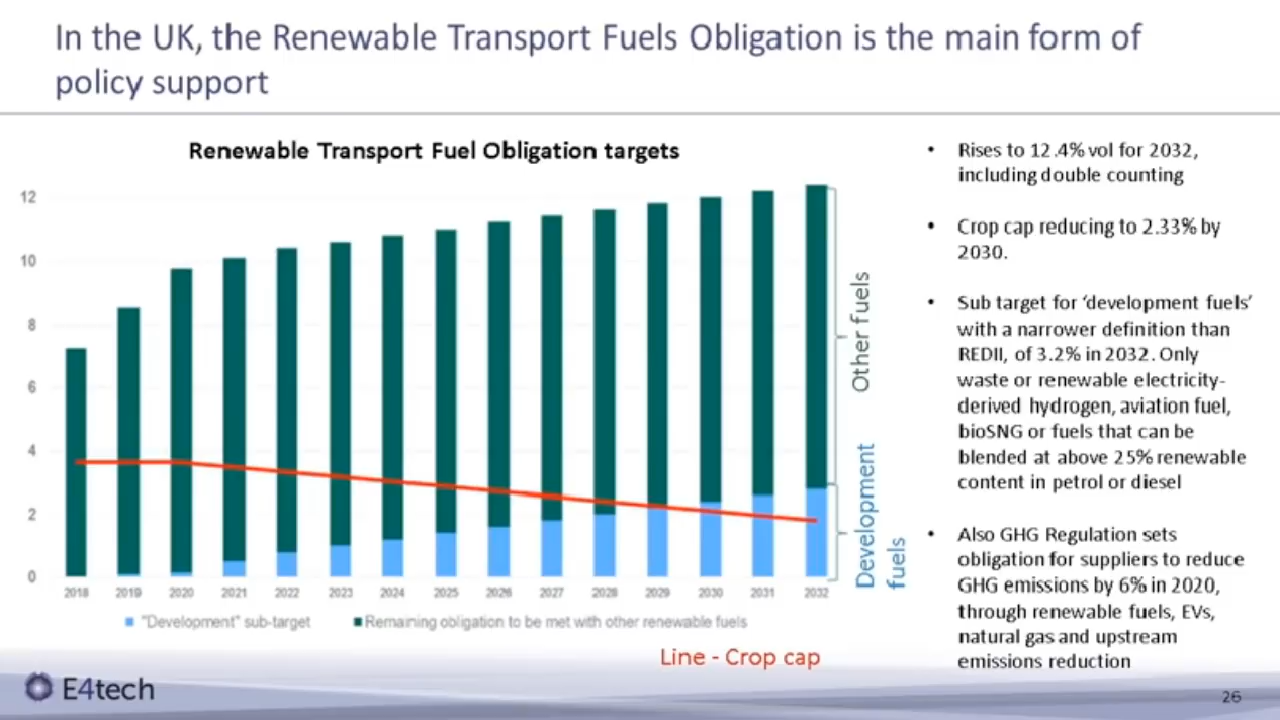 In the UK, the Renewable Transport Fuels Obligation is the main form of
policy support
Renewable Transport Fuel Obligation targets
12
10
8
6
4
2
0
2018 2019 2020 2021 2022 2023 2024 2025 2026 2027 2028 2029 2030 2031 2032
"Development" sub-target
Remaining obligation to be met with other renewable fuels
Other fuels
Development
fuels
Line - Crop cap
• Rises to 12.4% vol for 2032,
including double counting
• Crop cap reducing to 2.33% by
2030.
• Sub target for ‘development fuels’
with a narrower definition than
REDII, of 3.2% in 2032. Only
waste or renewable electricity-
derived hydrogen, aviation fuel,
bioSNG or fuels that can be
blended at above 25% renewable
content in petrol or diesel
• Also GHG Regulation sets
obligation for suppliers to reduce
GHG emissions by 6% in 2020,
through renewable fuels, EVs,
natural gas and upstream
emissions reduction
E4tech
26